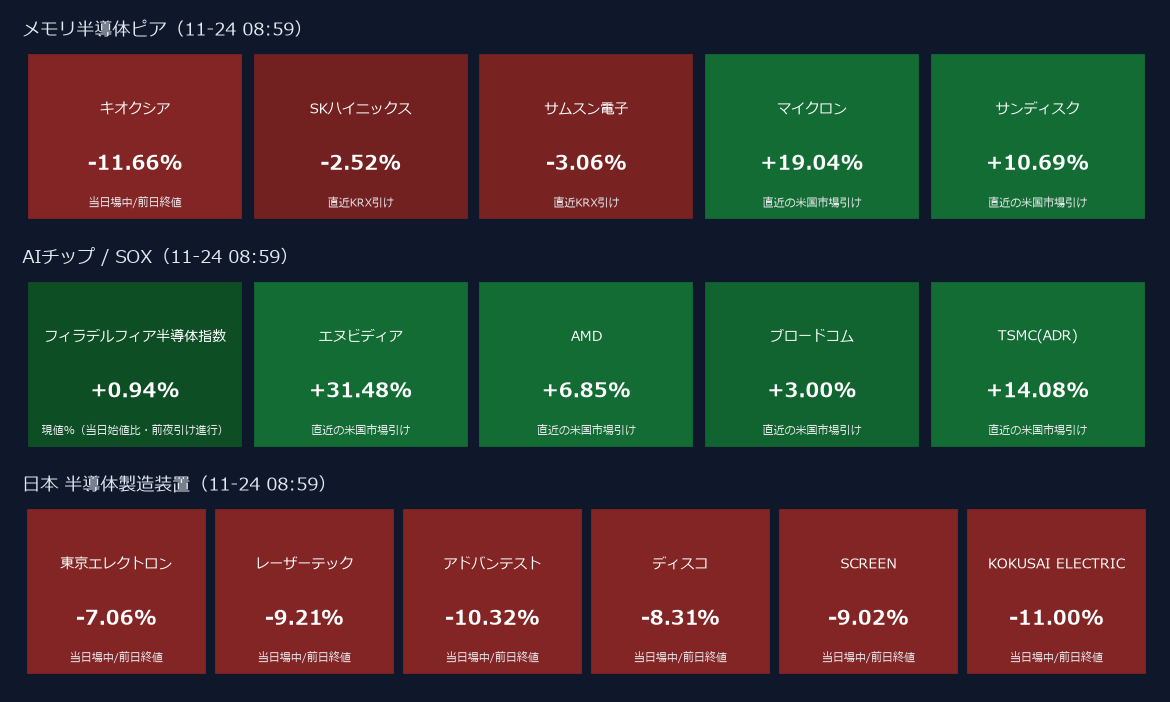 メモリ半導体ピア（11-24 08:59）
キオクシア
-11.66%
当日場中/前日終値
SKハイニックス
-2.52%
直近KRX引け
サムスン電子
-3.06%
直近KRX引け
マイクロン
+19.04%
直近の米国市場引け
サンディスク
+10.69%
直近の米国市場引け
AIチップ / SOX（11-24 08:59）
フィラデルフィア半導体指数
+0.94%
現値%（当日始値比・前夜引け進行）
エヌビディア
+31.48%
直近の米国市場引け
AMD
+6.85%
直近の米国市場引け
ブロードコム
+3.00%
直近の米国市場引け
TSMC(ADR)
+14.08%
直近の米国市場引け
日本 半導体製造装置（11-24 08:59）
東京エレクトロン
-7.06%
当日場中/前日終値
レーザーテック
-9.21%
当日場中/前日終値
アドバンテスト
-10.32%
当日場中/前日終値
ディスコ
-8.31%
当日場中/前日終値
SCREEN
-9.02%
当日場中/前日終値
KOKUSAI ELECTRIC
-11.00%
当日場中/前日終値